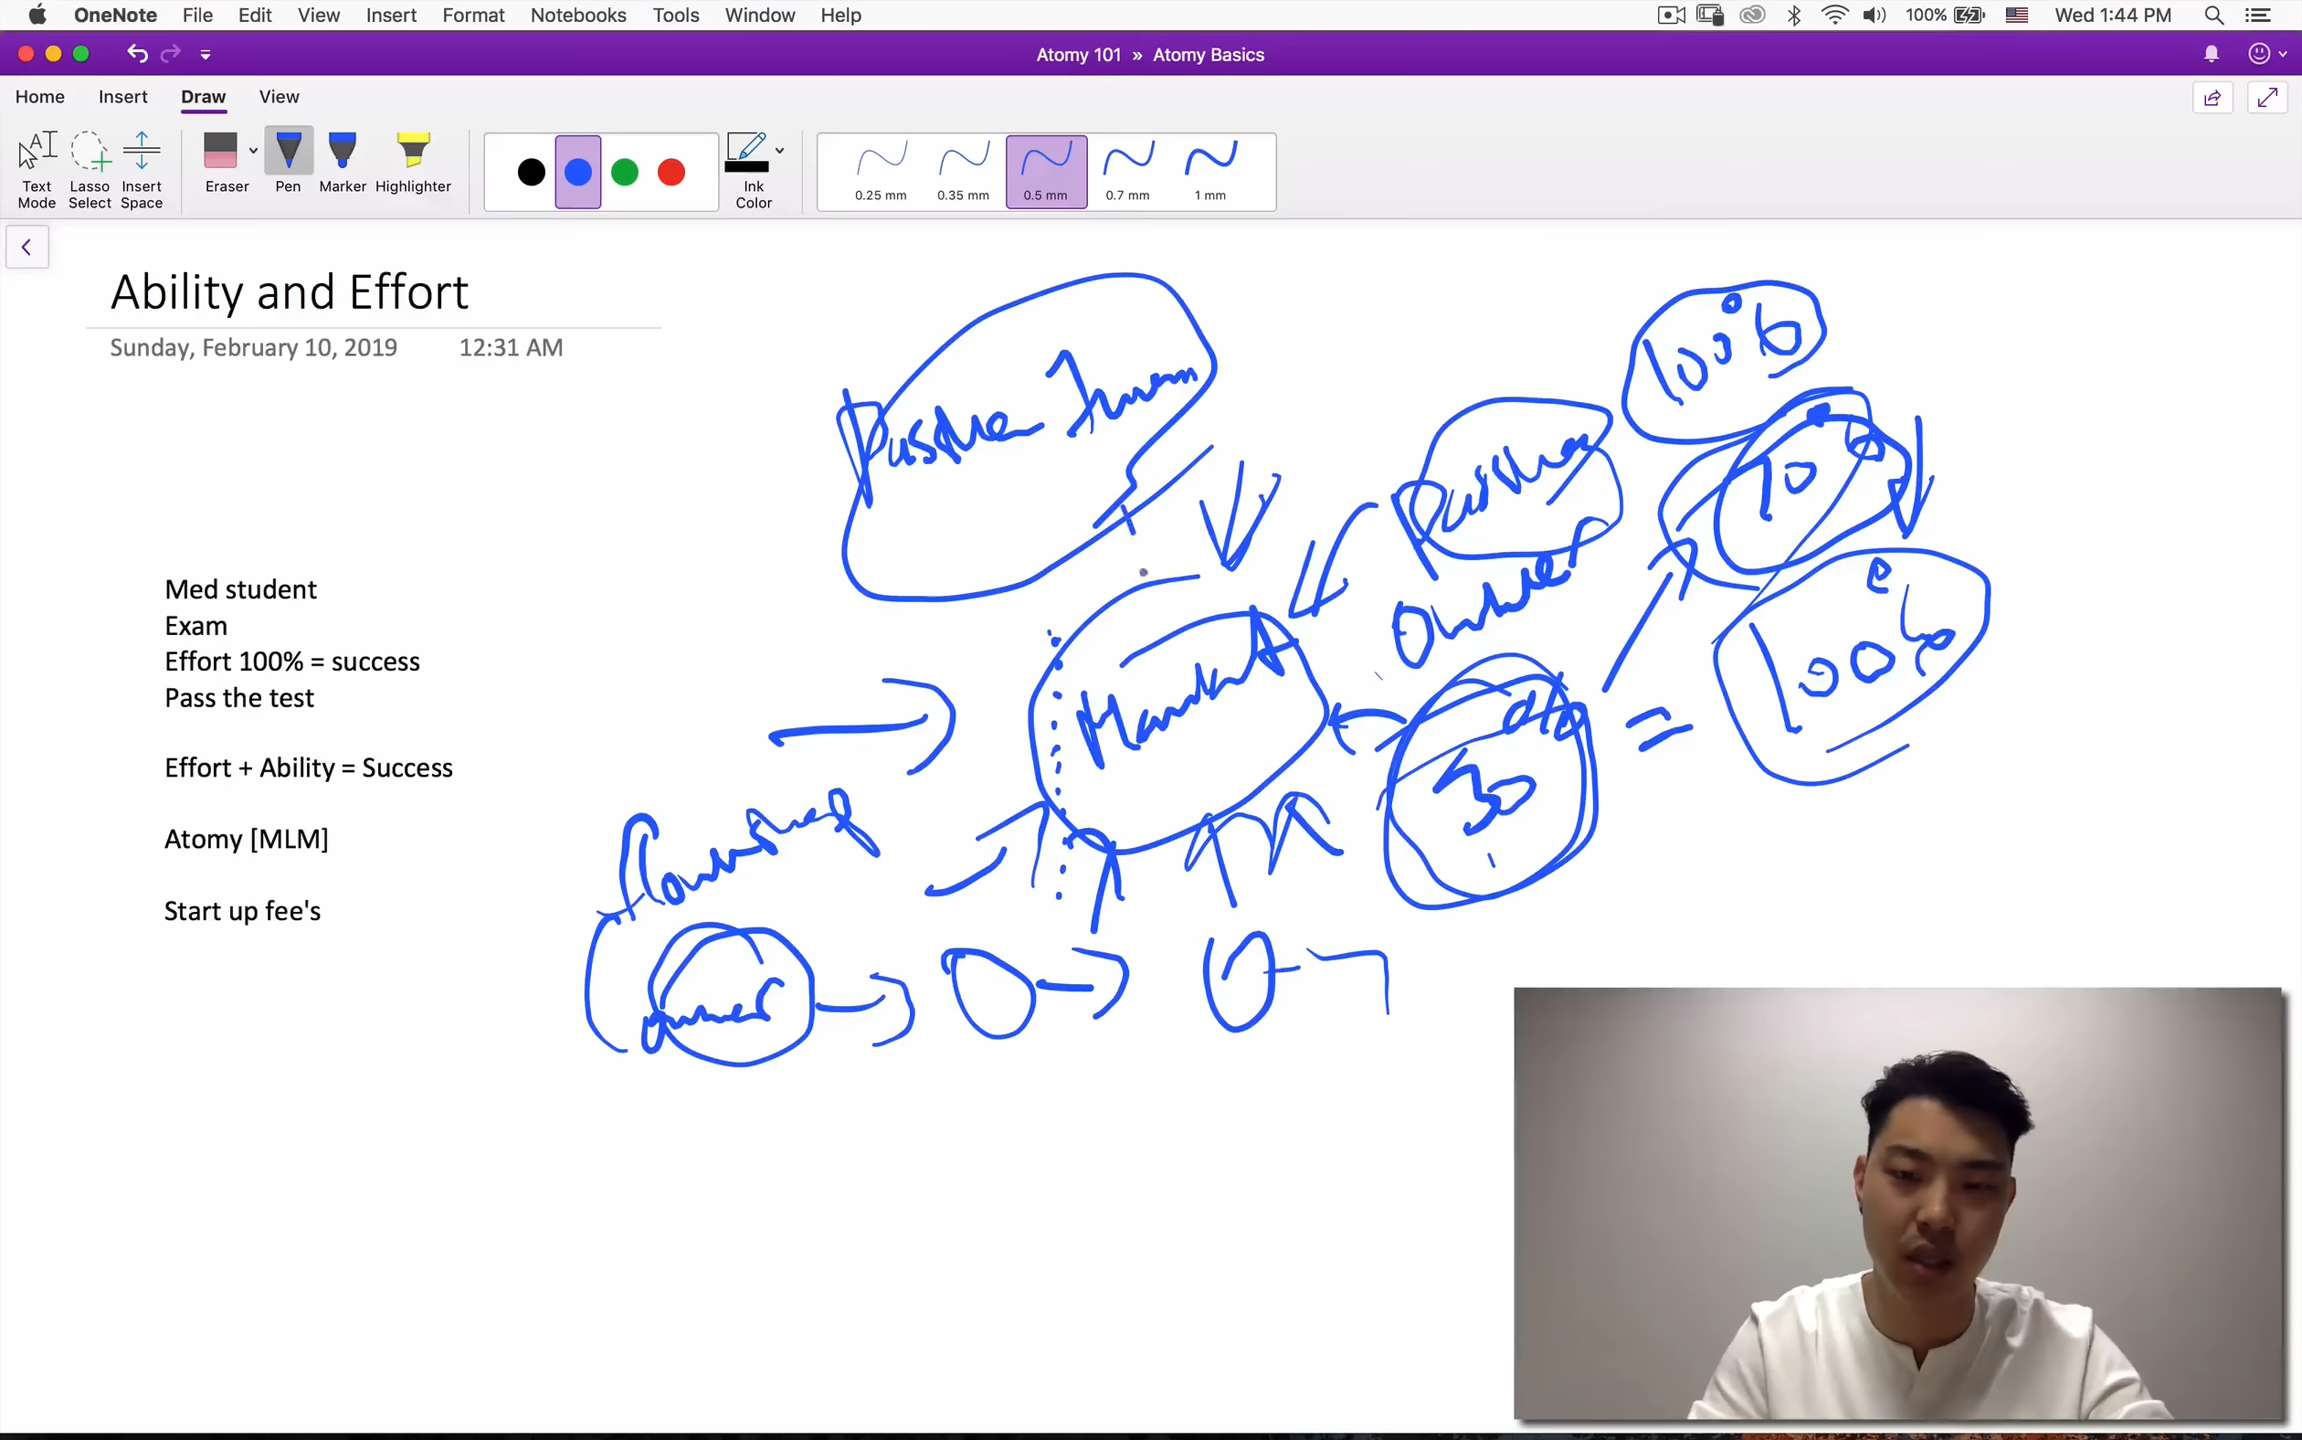 OneNote File Edit View Insert Format Notebooks Tools Window Help 100% Wed 1:44 PM
Atomy 101 » Atomy Basics
Home Insert Draw View
Text Mode
Lasso Select
Insert Space
Eraser
Pen
Marker
Highlighter
Ink Color
0.25 mm
0.35 mm
0.5 mm
0.7 mm
1 mm
Ability and Effort
Sunday, February 10, 2019 12:31 AM
Med student
Exam
Effort 100% = success
Pass the test
Effort + Ability = Success
Atomy [MLM]
Start up fee's
100%
10%
100%
30
=
owner